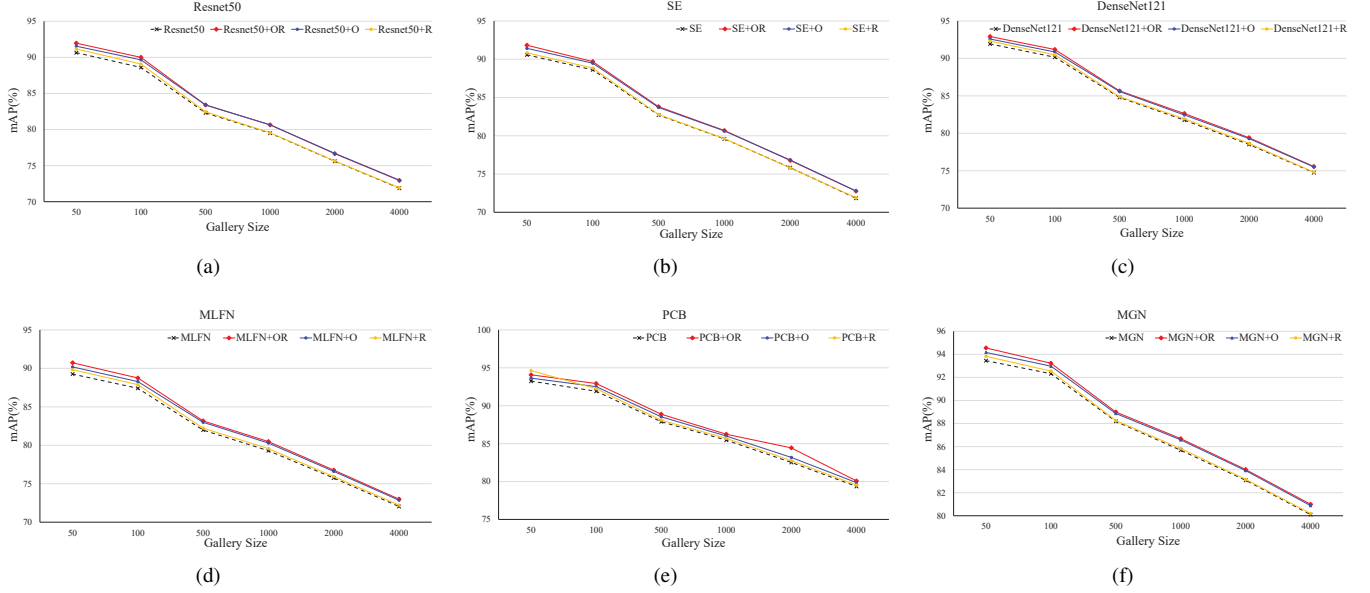 Resnet50
Resnet50 Resnet50+OR Resnet50+O Resnet50+R
mAP(%)
95
90
85
80
75
70
50 100 500 1000 2000 4000
Gallery Size
(a)
SE
SE SE+OR SE+O SE+R
mAP(%)
95
90
85
80
75
70
50 100 500 1000 2000 4000
Gallery Size
(b)
DenseNet121
DenseNet121 DenseNet121+OR DenseNet121+O DenseNet121+R
mAP(%)
95
90
85
80
75
70
50 100 500 1000 2000 4000
Gallery Size
(c)
MLFN
MLFN MLFN+OR MLFN+O MLFN+R
mAP(%)
95
90
85
80
75
70
50 100 500 1000 2000 4000
Gallery Size
(d)
PCB
PCB PCB+OR PCB+O PCB+R
mAP(%)
100
95
90
85
80
75
50 100 500 1000 2000 4000
Gallery Size
(e)
MGN
MGN MGN+OR MGN+O MGN+R
mAP(%)
96
94
92
90
88
86
84
82
80
50 100 500 1000 2000 4000
Gallery Size
(f)